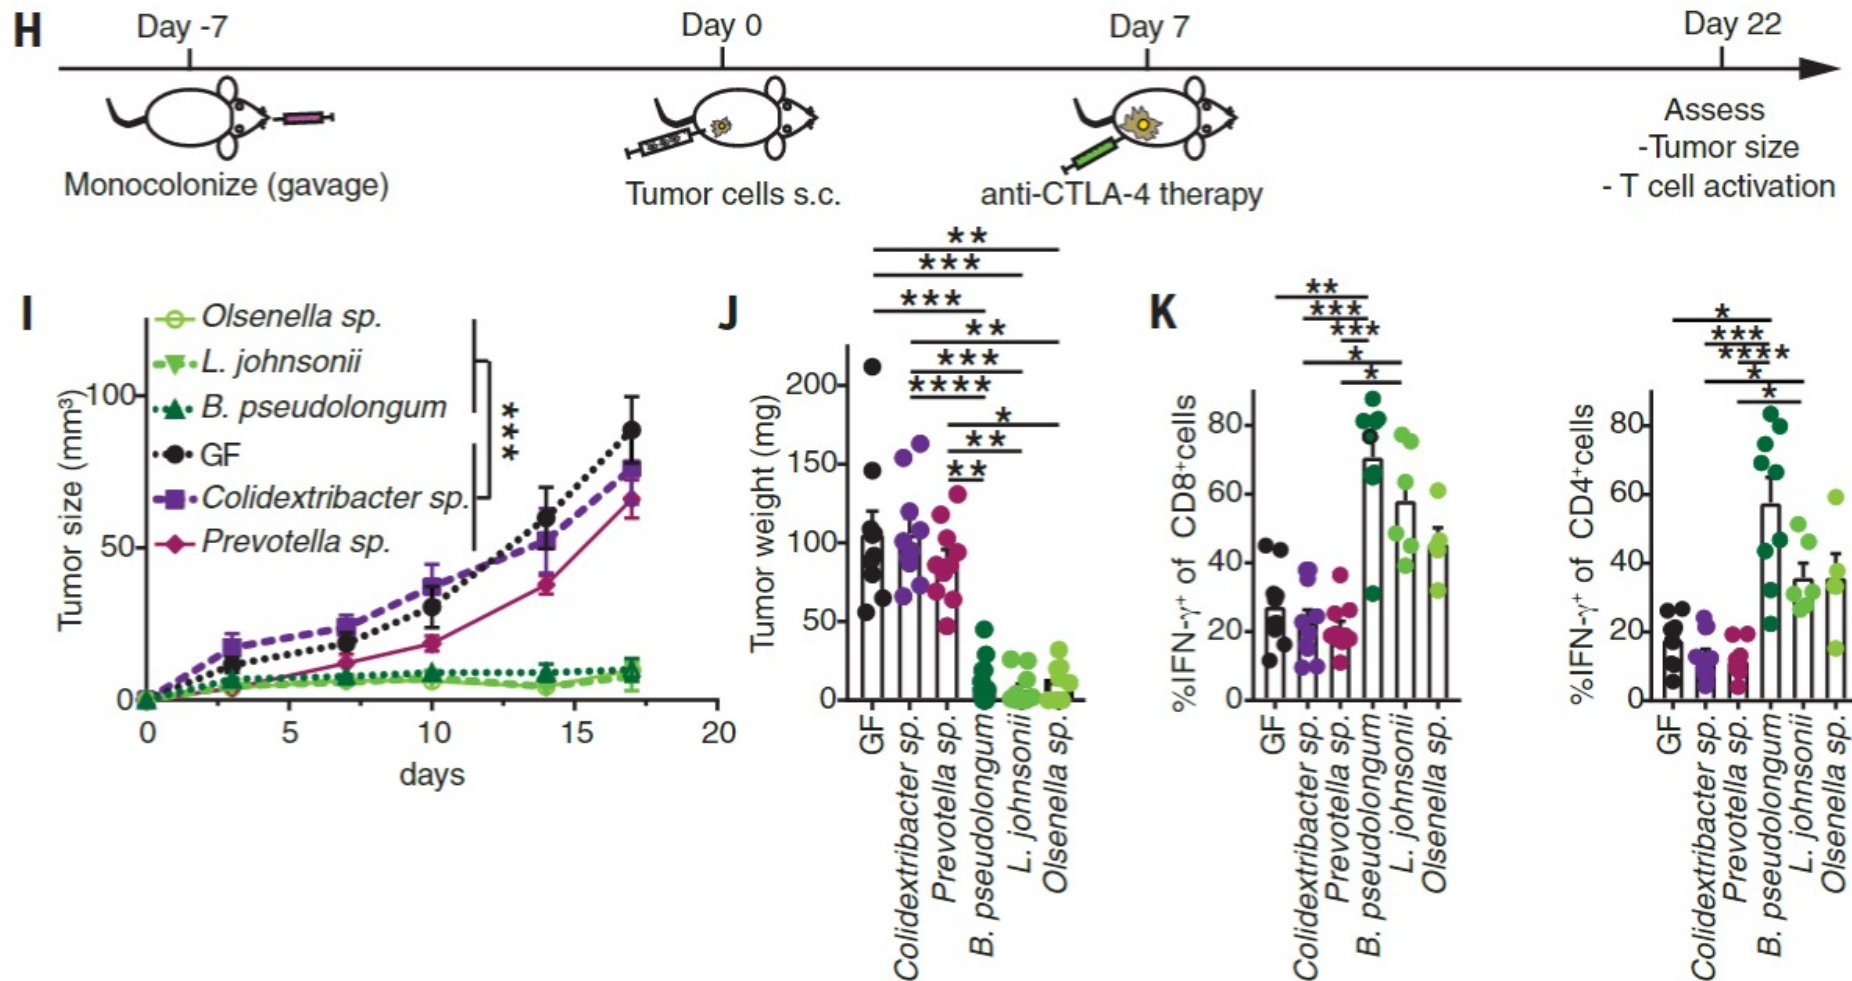 H
Day -7
Day 0
Day 7
Day 22
Monocolonize (gavage)
Tumor cells s.c.
anti-CTLA-4 therapy
Assess
-Tumor size
- T cell activation
I
Olsenella sp.
L. johnsonii
B. pseudolongum
GF
Colidextribacter sp.
Prevotella sp.
***
Tumor size (mm³)
100
50
0
0
5
10
15
20
days
J
**
***
***
**
***
****
*
**
**
Tumor weight (mg)
200
150
100
50
0
GF
Colidextribacter sp.
Prevotella sp.
B. pseudolongum
L. johnsonii
Olsenella sp.
K
**
***
***
*
*
%IFN-γ⁺ of CD8⁺cells
80
60
40
20
0
GF
Colidextribacter sp.
Prevotella sp.
B. pseudolongum
L. johnsonii
Olsenella sp.
*
***
****
*
*
%IFN-γ⁺ of CD4⁺cells
80
60
40
20
0
GF
Colidextribacter sp.
Prevotella sp.
B. pseudolongum
L. johnsonii
Olsenella sp.